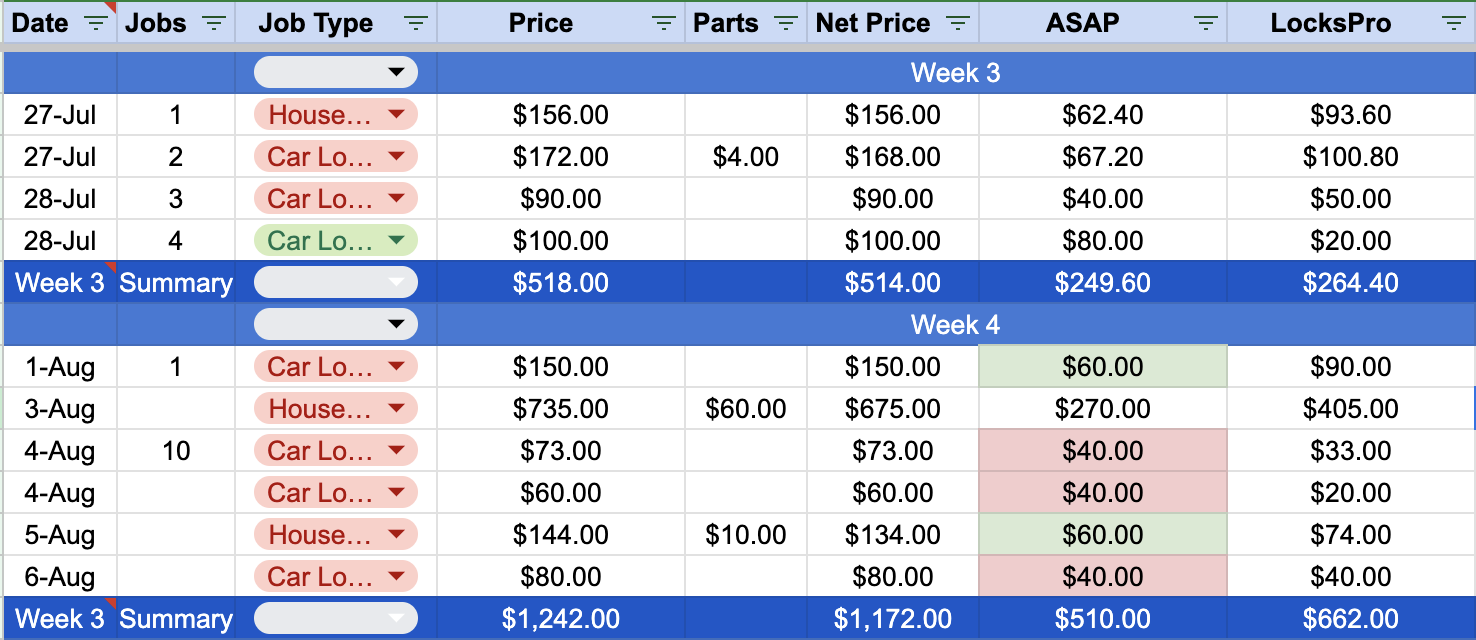 Date Jobs Job Type Price Parts Net Price ASAP LocksPro
Week 3
27-Jul 1 House... $156.00 $156.00 $62.40 $93.60
27-Jul 2 Car Lo... $172.00 $4.00 $168.00 $67.20 $100.80
28-Jul 3 Car Lo... $90.00 $90.00 $40.00 $50.00
28-Jul 4 Car Lo... $100.00 $100.00 $80.00 $20.00
Week 3 Summary $518.00 $514.00 $249.60 $264.40
Week 4
1-Aug 1 Car Lo... $150.00 $150.00 $60.00 $90.00
3-Aug House... $735.00 $60.00 $675.00 $270.00 $405.00
4-Aug 10 Car Lo... $73.00 $73.00 $40.00 $33.00
4-Aug Car Lo... $60.00 $60.00 $40.00 $20.00
5-Aug House... $144.00 $10.00 $134.00 $60.00 $74.00
6-Aug Car Lo... $80.00 $80.00 $40.00 $40.00
Week 3 Summary $1,242.00 $1,172.00 $510.00 $662.00